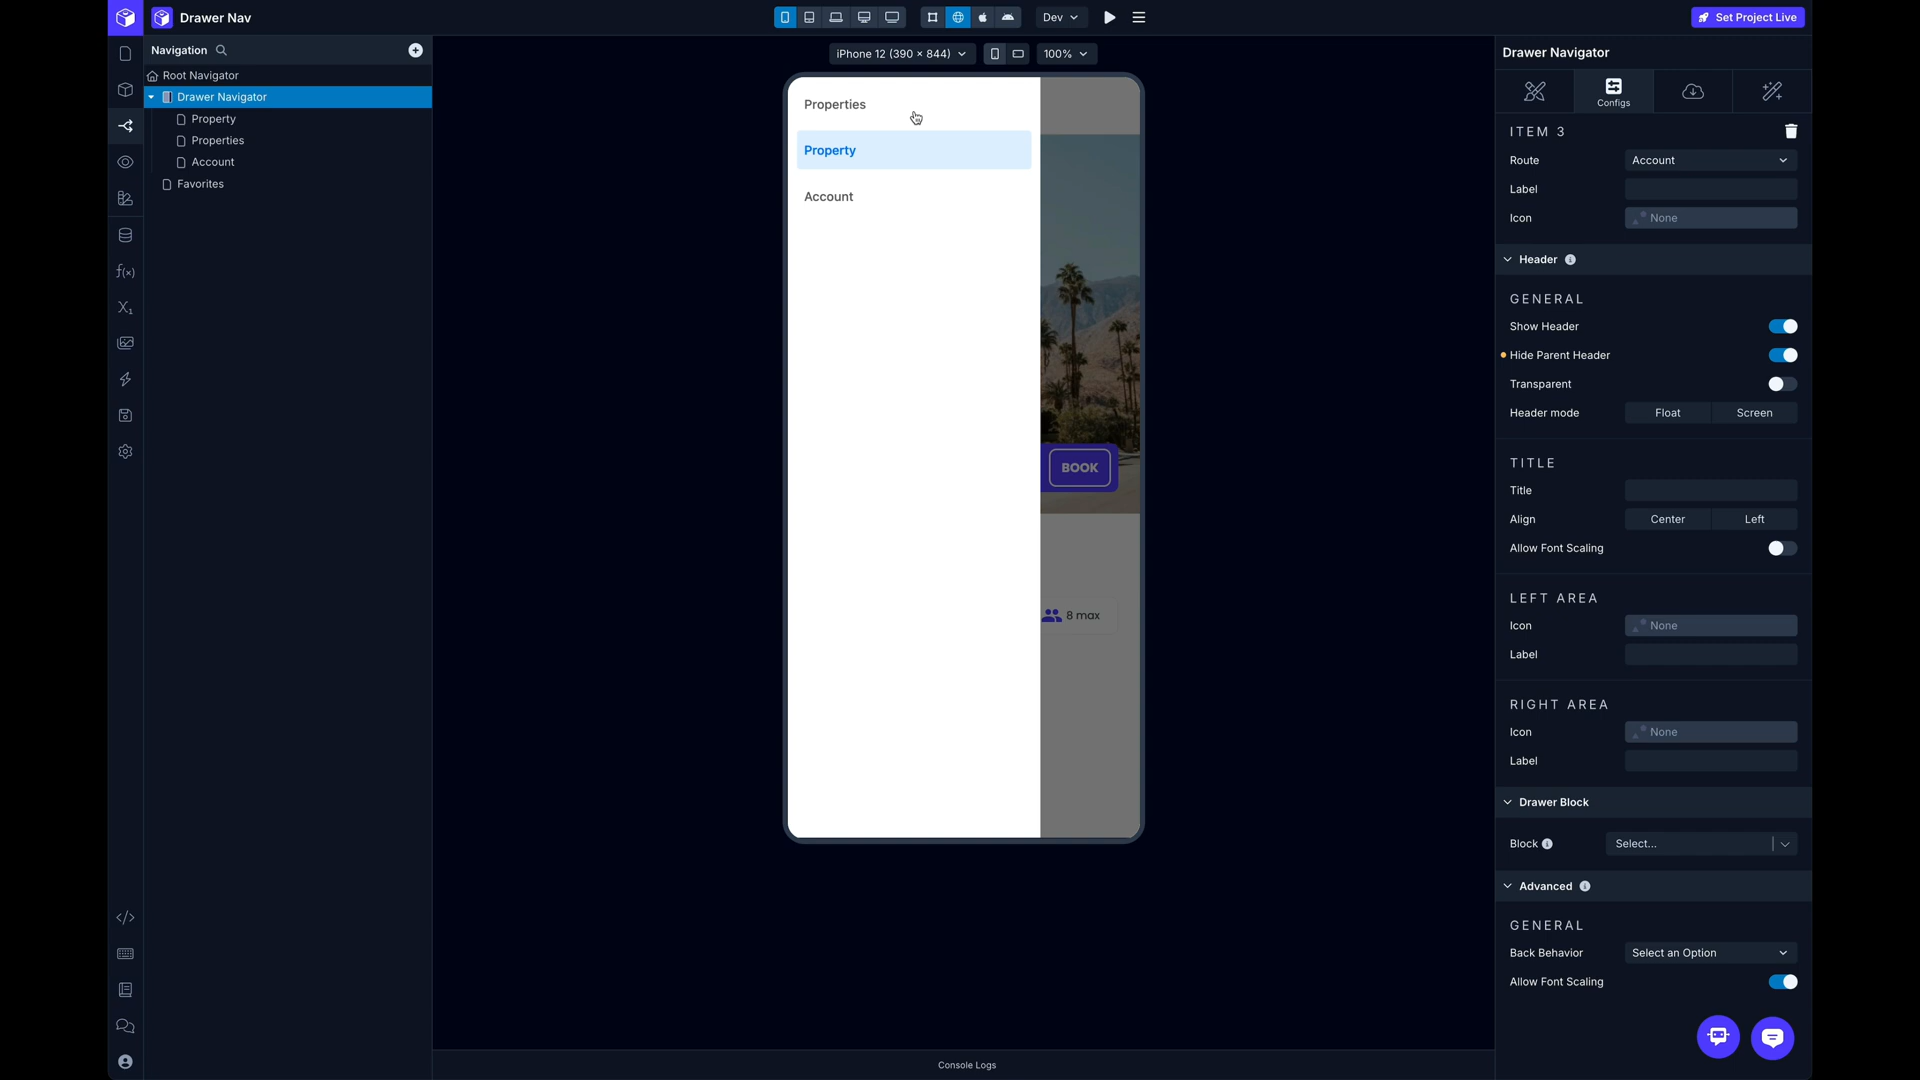 Drawer Nav
Dev
Set Project Live
Navigation
Root Navigator
Drawer Navigator
Property
Properties
Account
Favorites
iPhone 12 (390 × 844)
100%
Properties
Property
Account
BOOK
8 max
Console Logs
Drawer Navigator
Configs
ITEM 3
Route
Account
Label
Icon
None
Header
GENERAL
Show Header
Hide Parent Header
Transparent
Header mode
Float
Screen
TITLE
Title
Align
Center
Left
Allow Font Scaling
LEFT AREA
Icon
None
Label
RIGHT AREA
Icon
None
Label
Drawer Block
Block
Select...
Advanced
GENERAL
Back Behavior
Select an Option
Allow Font Scaling